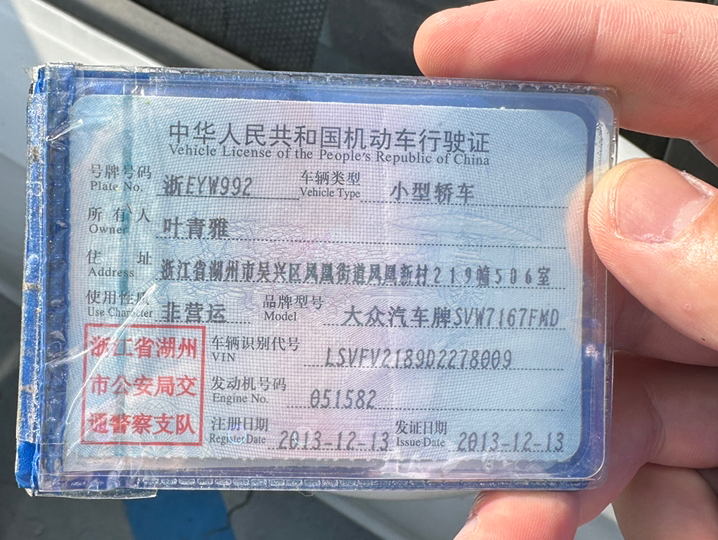 中华人民共和国机动车行驶证
Vehicle License of the People's Republic of China
号牌号码 浙EYW992 车辆类型 小型轿车
Plate No. Vehicle Type
所有人 叶青雅
Owner
住址 浙江省湖州市吴兴区凤凰街道凤凰新村219幢506室
Address
使用性质 非营运 品牌型号 大众汽车牌SVW7167FMD
Use Character Model
浙江省湖州
市公安局交
通警察支队
车辆识别代号 LSVFV2189D2278009
VIN
发动机号码 051582
Engine No.
注册日期 2013-12-13 发证日期 2013-12-13
Register Date Issue Date